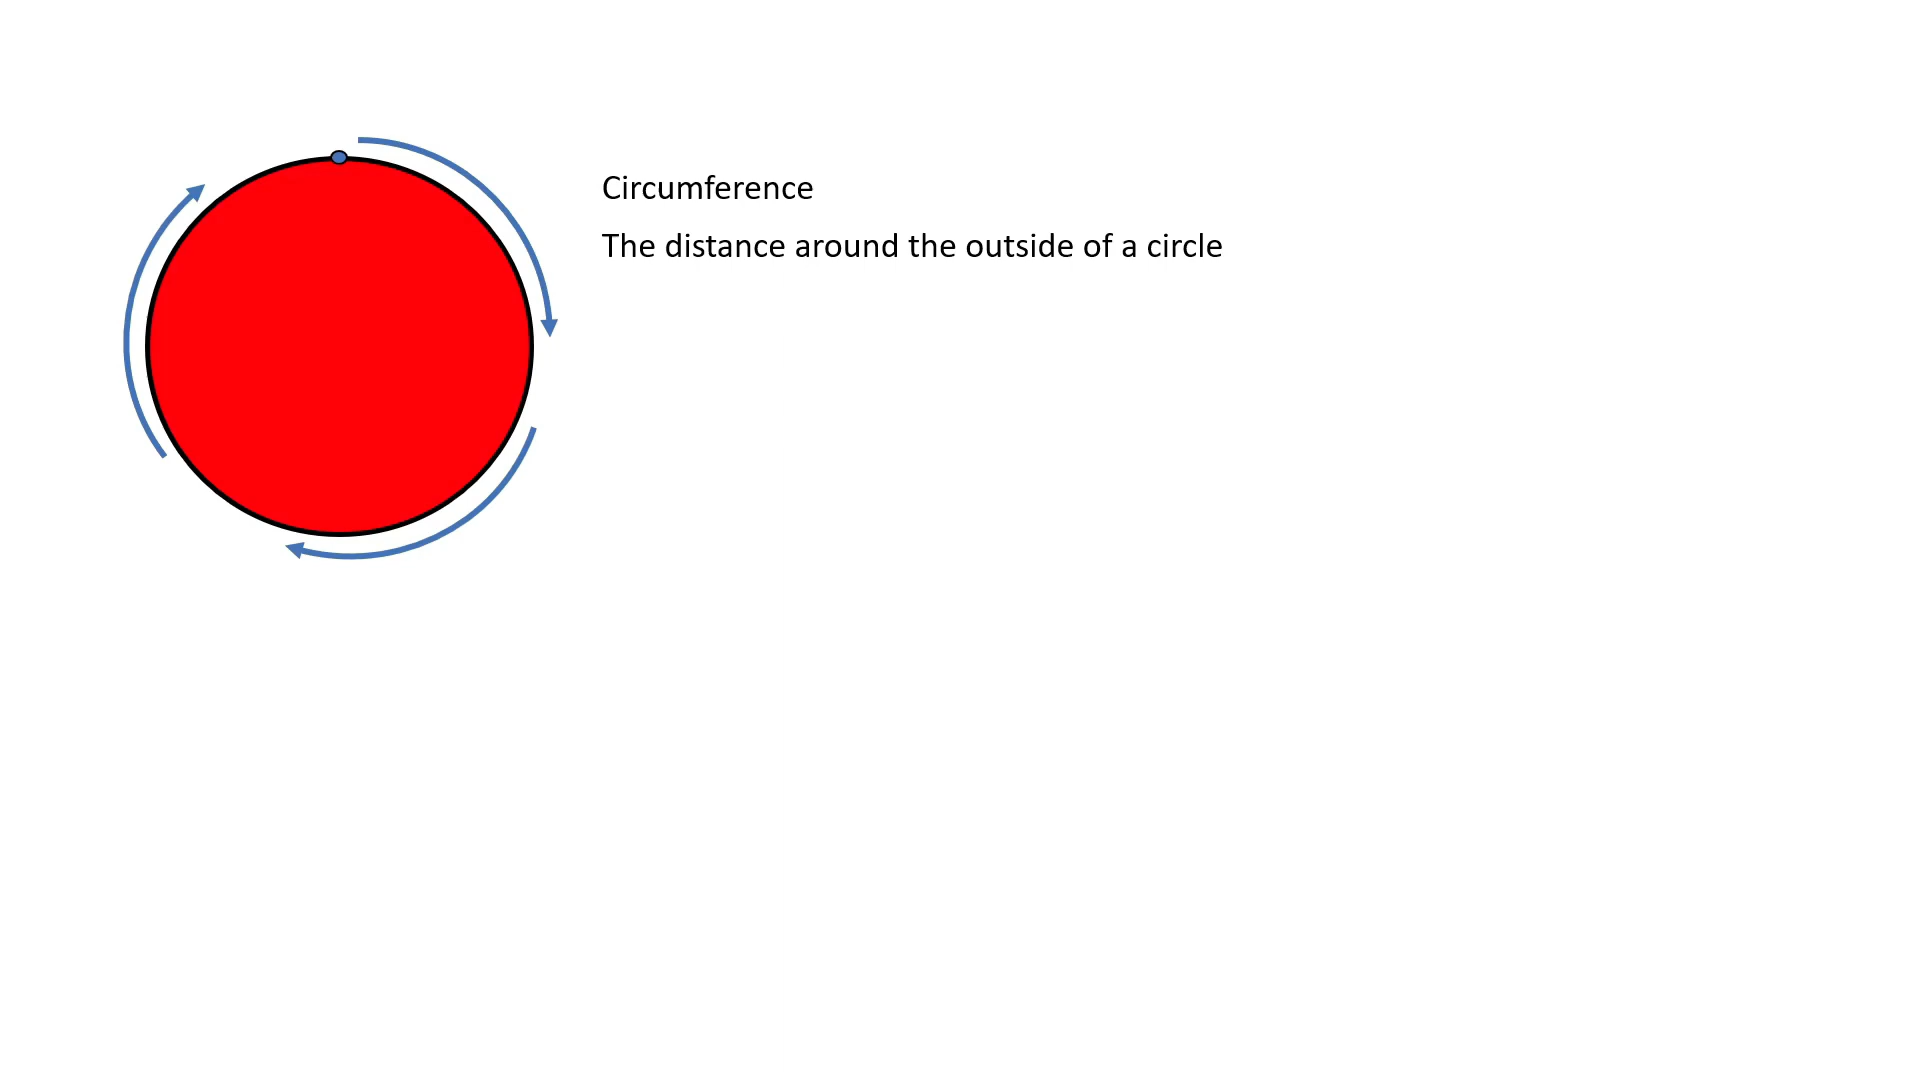 Circumference
The distance around the outside of a circle